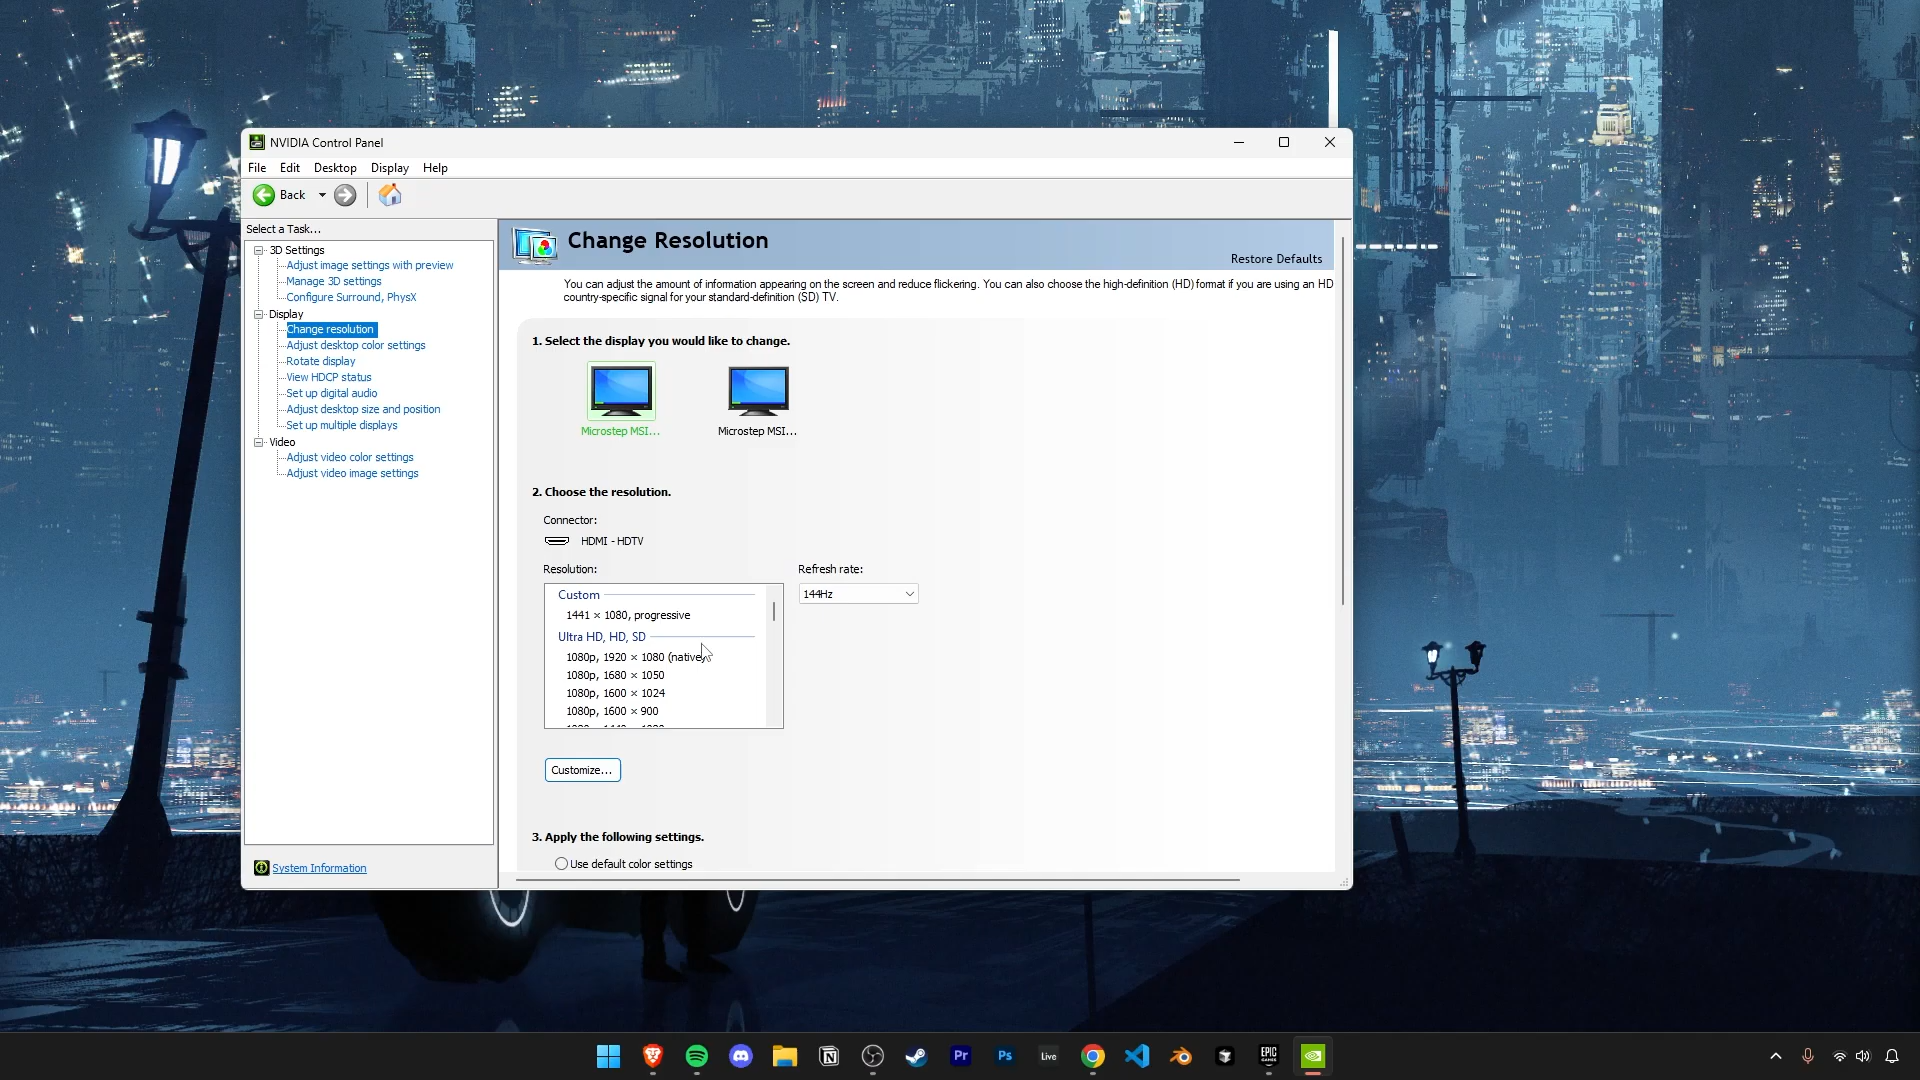 NVIDIA Control Panel
File Edit Desktop Display Help
Back
Select a Task...
3D Settings
Adjust image settings with preview
Manage 3D settings
Configure Surround, PhysX
Display
Change resolution
Adjust desktop color settings
Rotate display
View HDCP status
Set up digital audio
Adjust desktop size and position
Set up multiple displays
Video
Adjust video color settings
Adjust video image settings
System Information
Change Resolution
Restore Defaults
You can adjust the amount of information appearing on the screen and reduce flickering. You can also choose the high-definition (HD) format if you are using an HD
country-specific signal for your standard-definition (SD) TV.
1. Select the display you would like to change.
Microstep MSI... Microstep MSI...
2. Choose the resolution.
Connector:
HDMI - HDTV
Resolution: Refresh rate:
144Hz
Custom
1441 × 1080, progressive
Ultra HD, HD, SD
1080p, 1920 × 1080 (native)
1080p, 1680 × 1050
1080p, 1600 × 1024
1080p, 1600 × 900
Customize...
3. Apply the following settings.
Use default color settings
Pr Ps Live EPIC GAMES